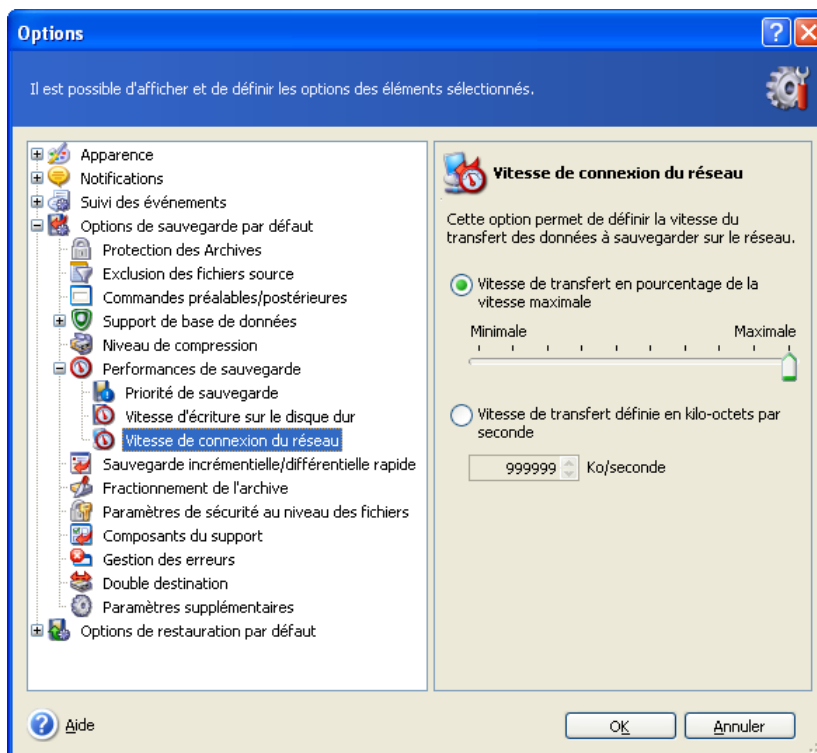 Options
Il est possible d'afficher et de définir les options des éléments sélectionnés.
Apparence
Notifications
Suivi des événements
Options de sauvegarde par défaut
Protection des Archives
Exclusion des fichiers source
Commandes préalables/postérieures
Support de base de données
Niveau de compression
Performances de sauvegarde
Priorité de sauvegarde
Vitesse d'écriture sur le disque dur
Vitesse de connexion du réseau
Sauvegarde incrémentielle/différentielle rapide
Fractionnement de l'archive
Paramètres de sécurité au niveau des fichiers
Composants du support
Gestion des erreurs
Double destination
Paramètres supplémentaires
Options de restauration par défaut
Vitesse de connexion du réseau
Cette option permet de définir la vitesse du
transfert des données à sauvegarder sur le réseau.
Vitesse de transfert en pourcentage de la
vitesse maximale
Minimale Maximale
Vitesse de transfert définie en kilo-octets par
seconde
999999 Ko/seconde
Aide
OK
Annuler